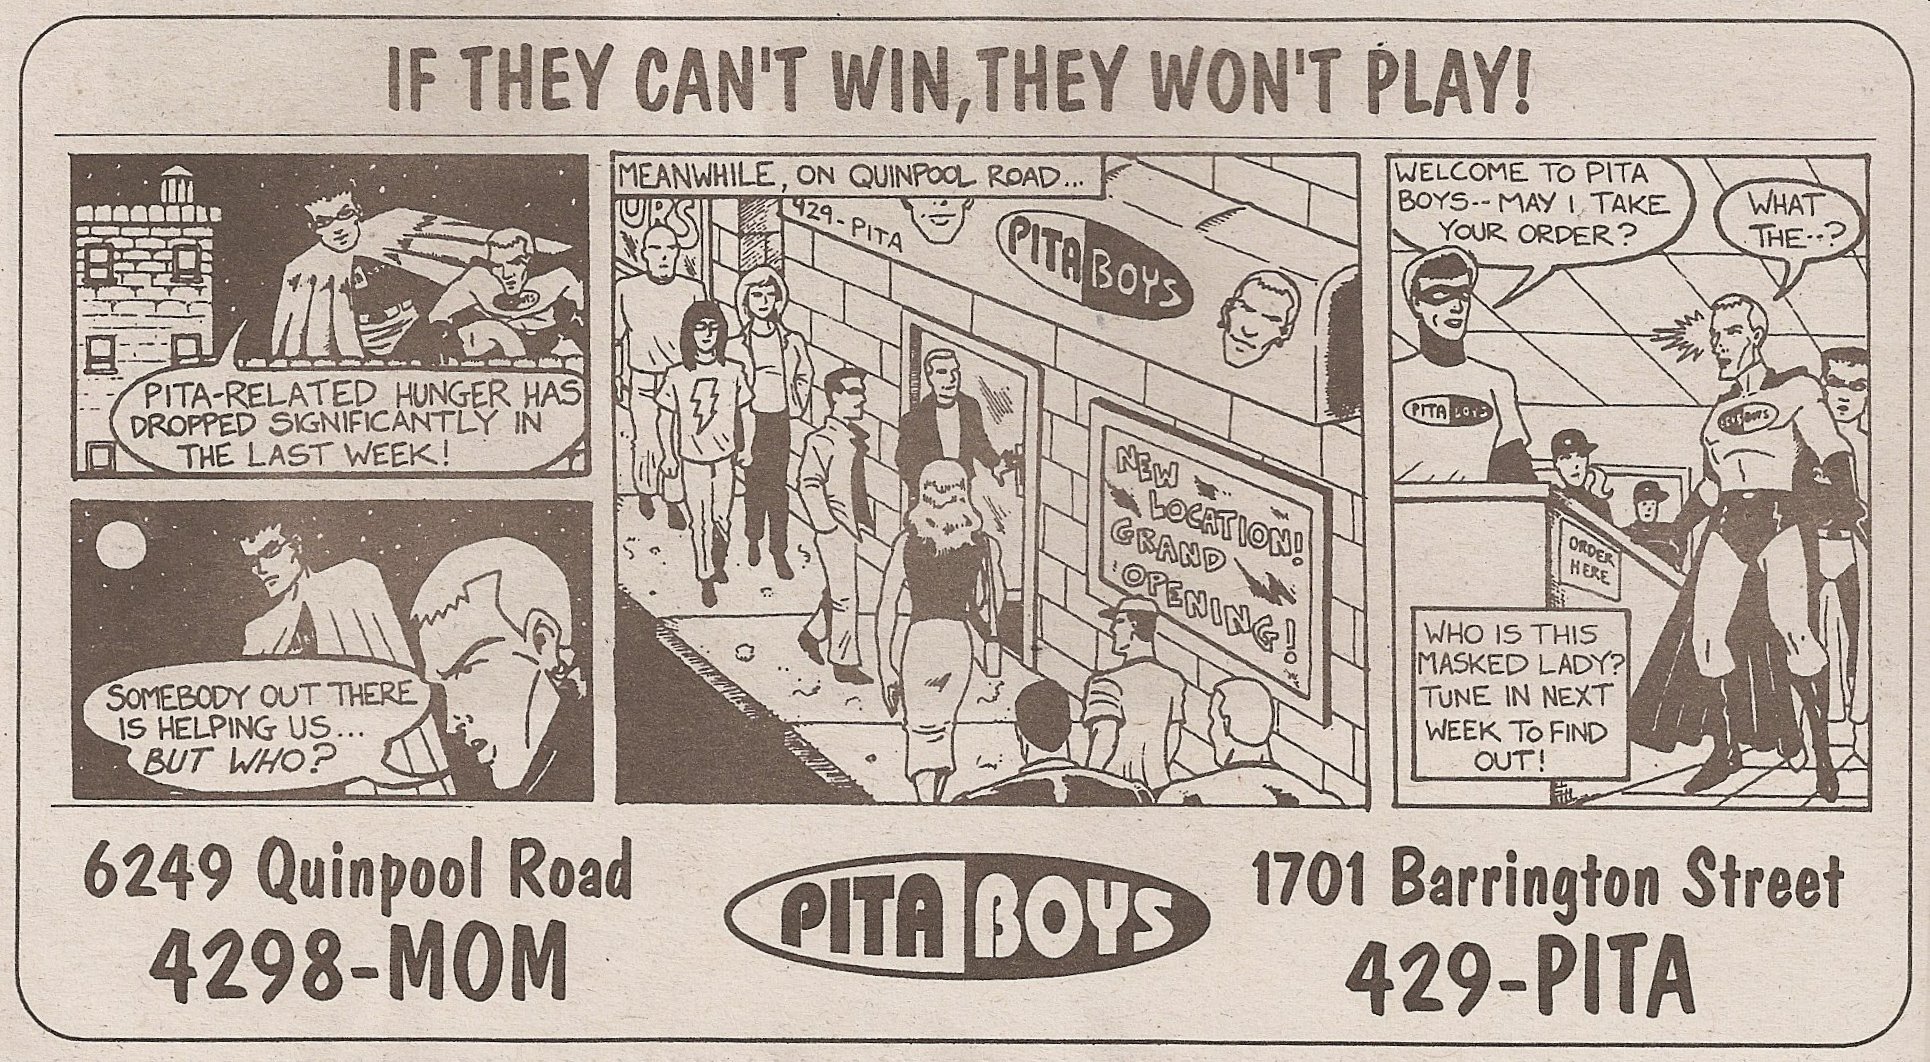 IF THEY CAN'T WIN, THEY WON'T PLAY!
PITA-RELATED HUNGER HAS
DROPPED SIGNIFICANTLY IN
THE LAST WEEK!
SOMEBODY OUT THERE
IS HELPING US...
BUT WHO?
MEANWHILE, ON QUINPOOL ROAD...
URS
429-PITA
PITA BOYS
NEW
LOCATION!
GRAND
OPENING!
WELCOME TO PITA
BOYS-- MAY I TAKE
YOUR ORDER?
WHAT
THE--?
PITA BOYS
BOYS
ORDER
HERE
WHO IS THIS
MASKED LADY?
TUNE IN NEXT
WEEK TO FIND
OUT!
6249 Quinpool Road
4298-MOM
PITA BOYS
1701 Barrington Street
429-PITA